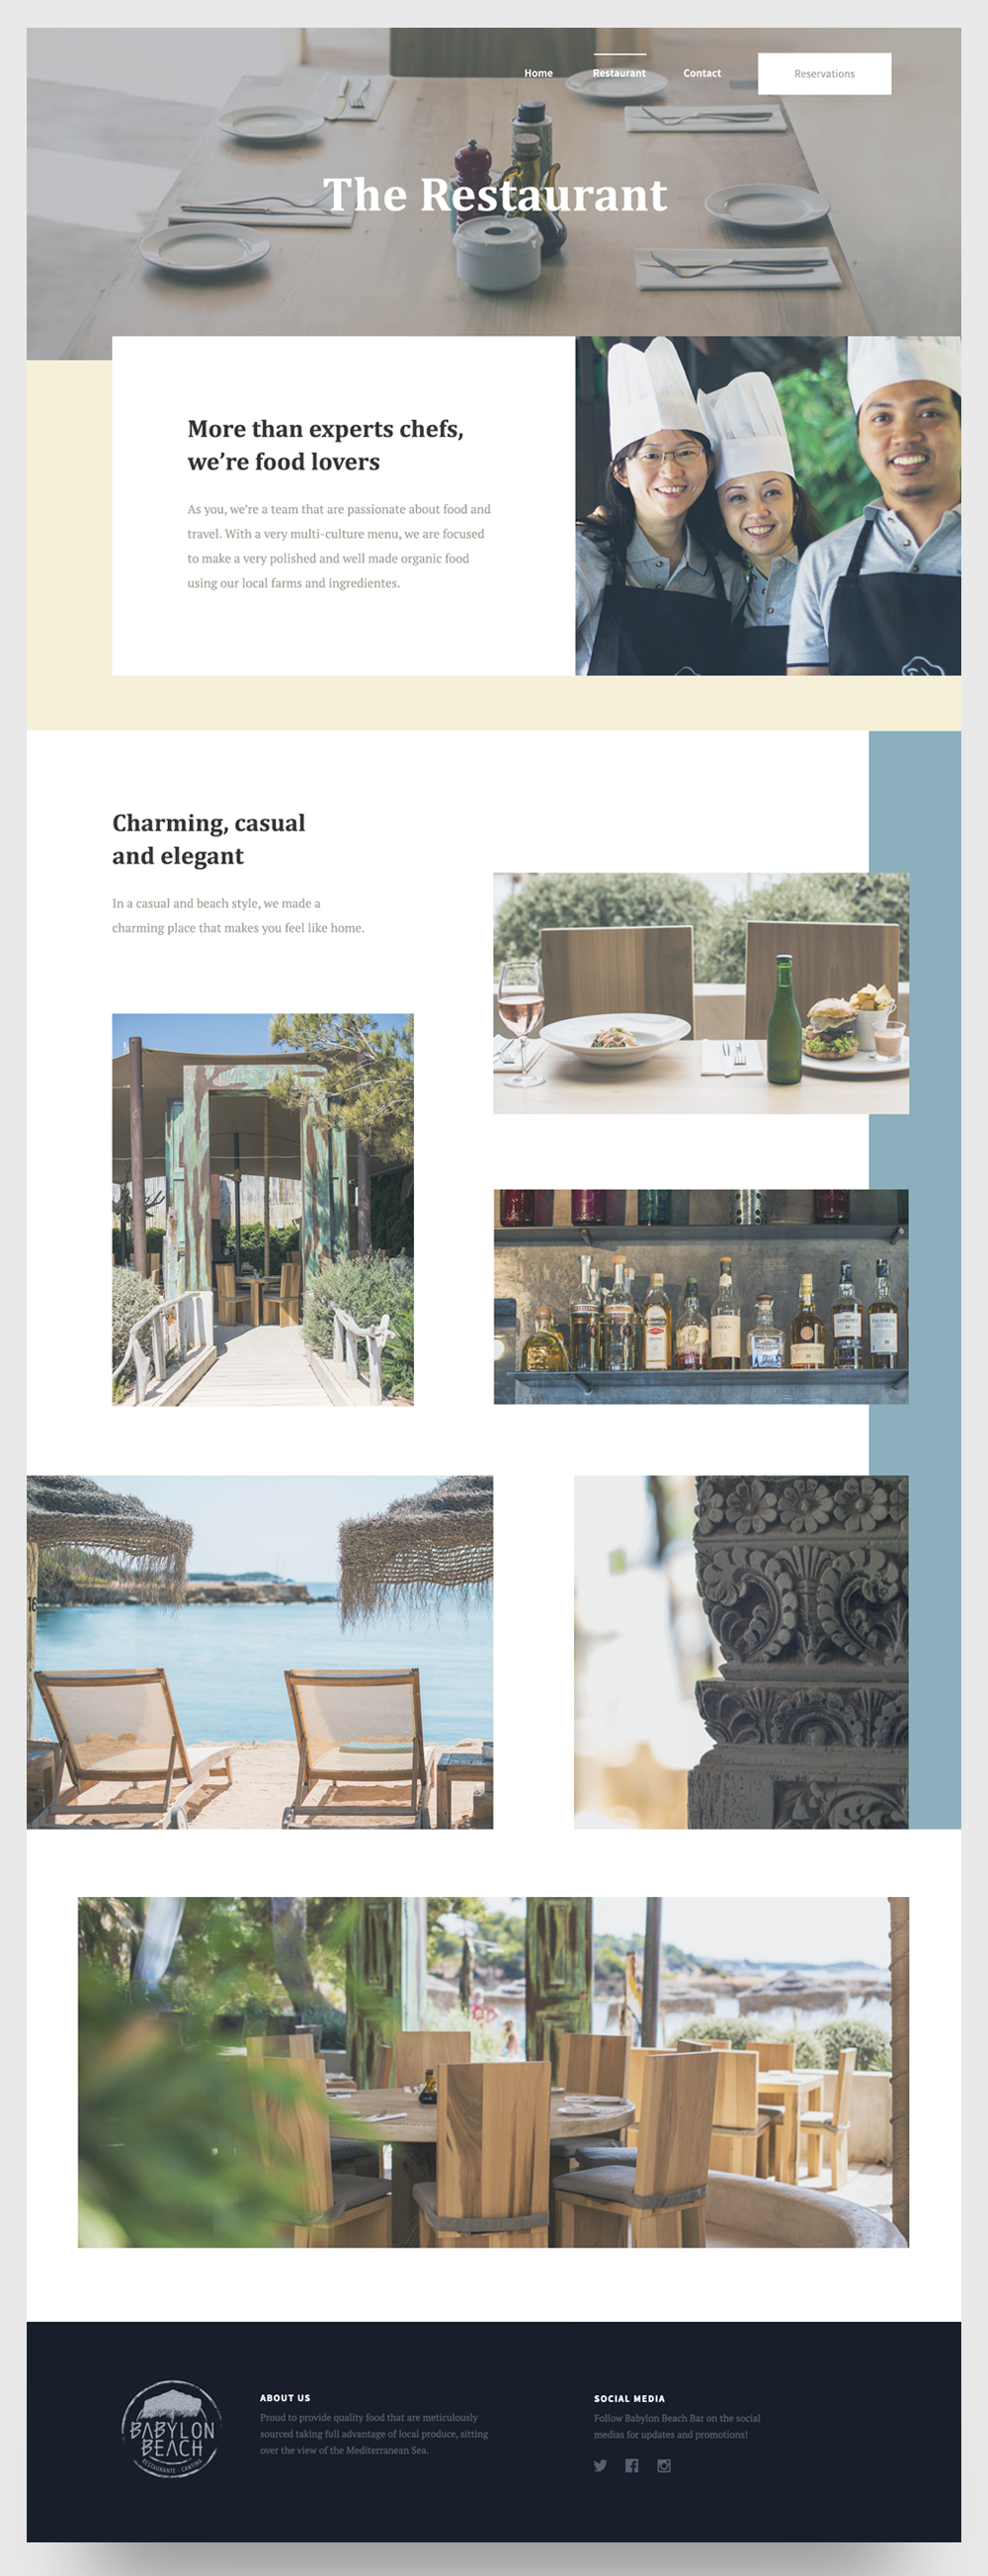 Home
Restaurant
Contact
Reservations
The Restaurant
More than experts chefs,
we're food lovers
As you, we're a team that are passionate about food and
travel. With a very multi-culture menu, we are focused
to make a very polished and well made organic food
using our local farms and ingredientes.
Charming, casual
and elegant
In a casual and beach style, we made a
charming place that makes you feel like home.
BABYLON
BEACH
RESTAURANTE · CANTINA
ABOUT US
Proud to provide quality food that are meticulously
sourced taking full advantage of local produce, sitting
over the view of the Mediterranean Sea.
SOCIAL MEDIA
Follow Babylon Beach Bar on the social
medias for updates and promotions!